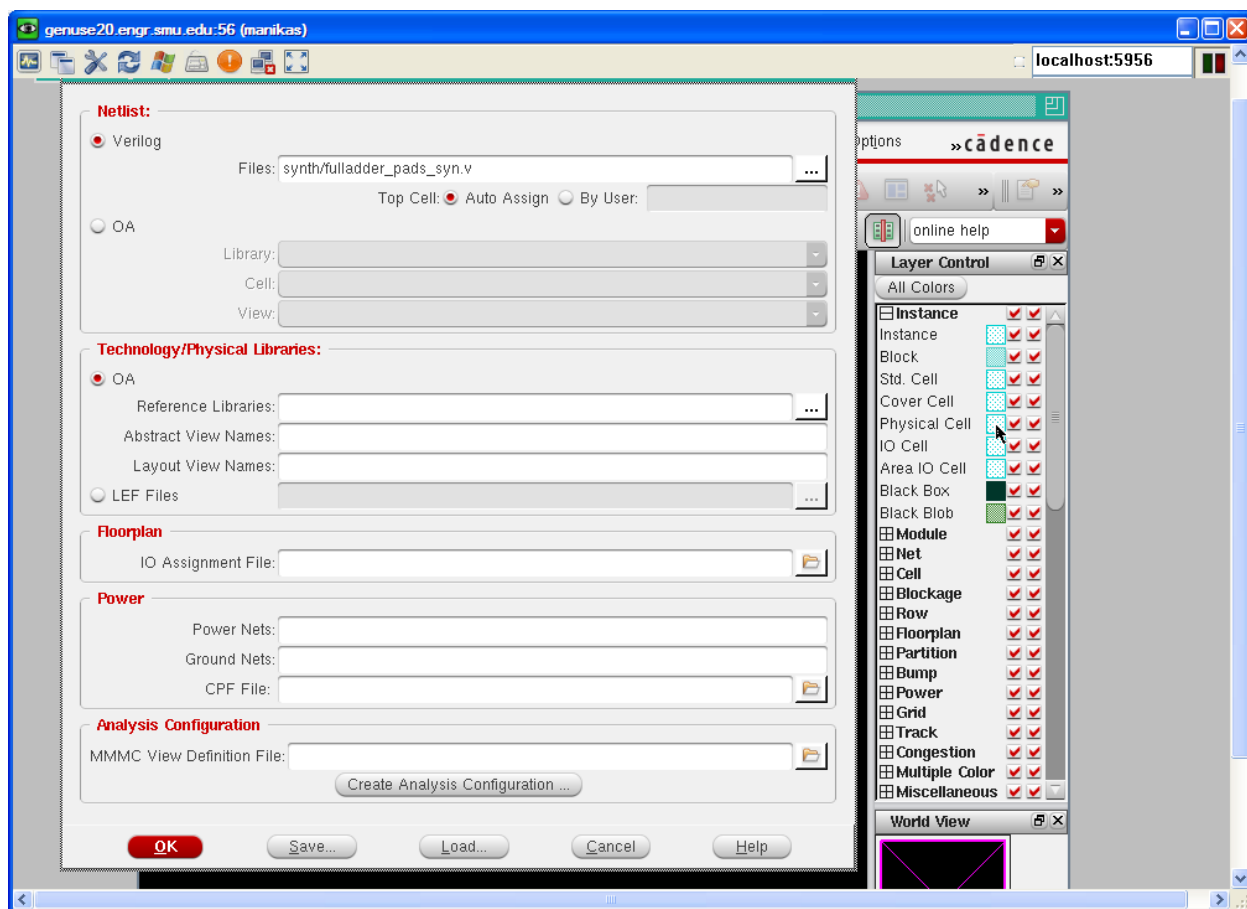 genuse20.engr.smu.edu:56 (manikas)
localhost:5956
Netlist:
Verilog
Files: synth/fulladder_pads_syn.v ...
Top Cell: Auto Assign By User:
OA
Library:
Cell:
View:
Technology/Physical Libraries:
OA
Reference Libraries: ...
Abstract View Names:
Layout View Names:
LEF Files ...
Floorplan
IO Assignment File:
Power
Power Nets:
Ground Nets:
CPF File:
Analysis Configuration
MMMC View Definition File:
Create Analysis Configuration ...
OK Save... Load... Cancel Help
ptions » cādence
» »
online help
Layer Control
All Colors
Instance
Instance
Block
Std. Cell
Cover Cell
Physical Cell
IO Cell
Area IO Cell
Black Box
Black Blob
Module
Net
Cell
Blockage
Row
Floorplan
Partition
Bump
Power
Grid
Track
Congestion
Multiple Color
Miscellaneous
World View